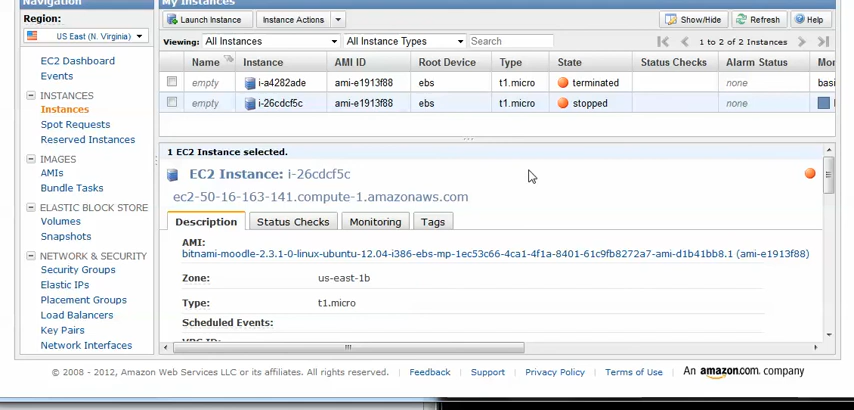 Navigation
Region:
US East (N. Virginia)
EC2 Dashboard
Events
INSTANCES
Instances
Spot Requests
Reserved Instances
IMAGES
AMIs
Bundle Tasks
ELASTIC BLOCK STORE
Volumes
Snapshots
NETWORK & SECURITY
Security Groups
Elastic IPs
Placement Groups
Load Balancers
Key Pairs
Network Interfaces
My Instances
Launch Instance Instance Actions Show/Hide Refresh Help
Viewing: All Instances All Instance Types Search 1 to 2 of 2 Instances
Name Instance AMI ID Root Device Type State Status Checks Alarm Status Mon
empty i-a4282ade ami-e1913f88 ebs t1.micro terminated none basi
empty i-26cdcf5c ami-e1913f88 ebs t1.micro stopped none
1 EC2 Instance selected.
EC2 Instance: i-26cdcf5c
ec2-50-16-163-141.compute-1.amazonaws.com
Description Status Checks Monitoring Tags
AMI:
bitnami-moodle-2.3.1-0-linux-ubuntu-12.04-i386-ebs-mp-1ec53c66-4ca1-4f1a-8401-61c9fb8272a7-ami-d1b41bb8.1 (ami-e1913f88)
Zone: us-east-1b
Type: t1.micro
Scheduled Events:
VPC ID:
© 2008 - 2012, Amazon Web Services LLC or its affiliates. All rights reserved. Feedback Support Privacy Policy Terms of Use An amazon.com company